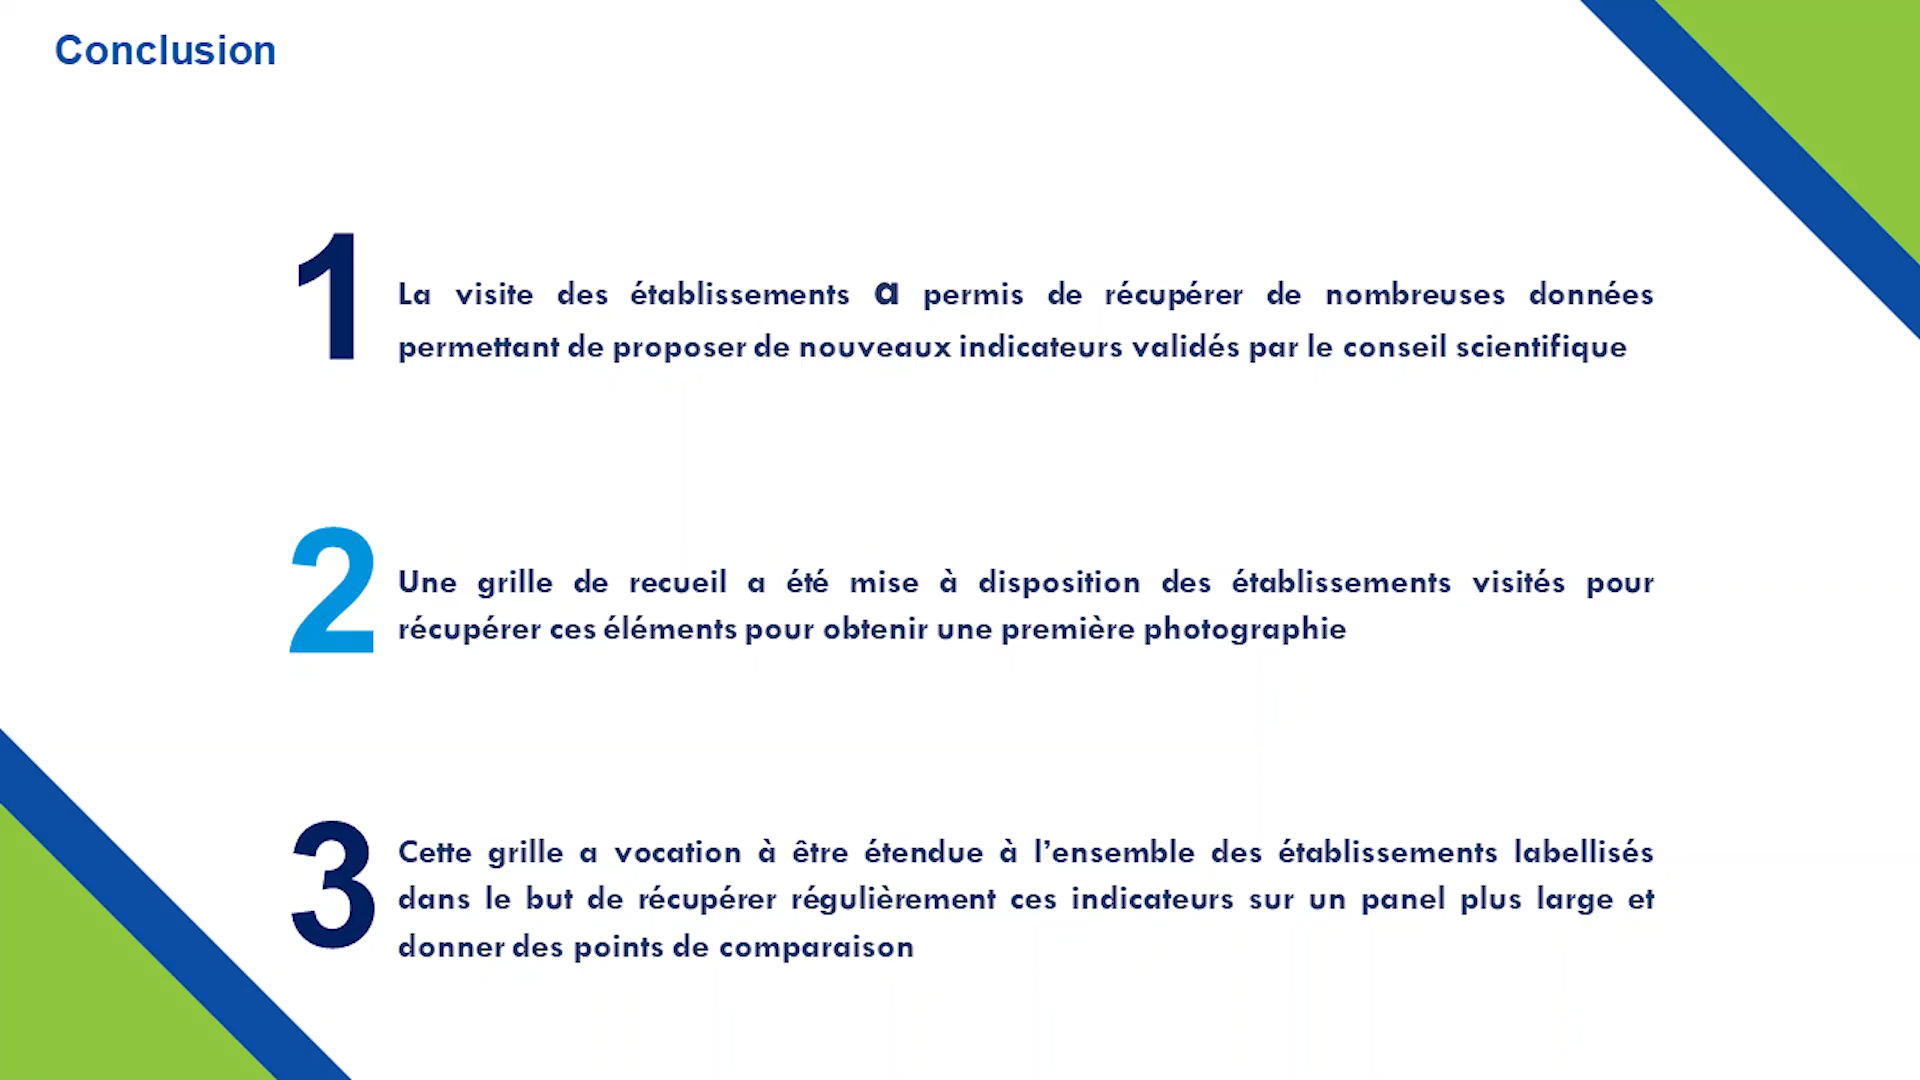 Conclusion
1
La visite des établissements a permis de récupérer de nombreuses données
permettant de proposer de nouveaux indicateurs validés par le conseil scientifique
2
Une grille de recueil a été mise à disposition des établissements visités pour
récupérer ces éléments pour obtenir une première photographie
3
Cette grille a vocation à être étendue à l’ensemble des établissements labellisés
dans le but de récupérer régulièrement ces indicateurs sur un panel plus large et
donner des points de comparaison